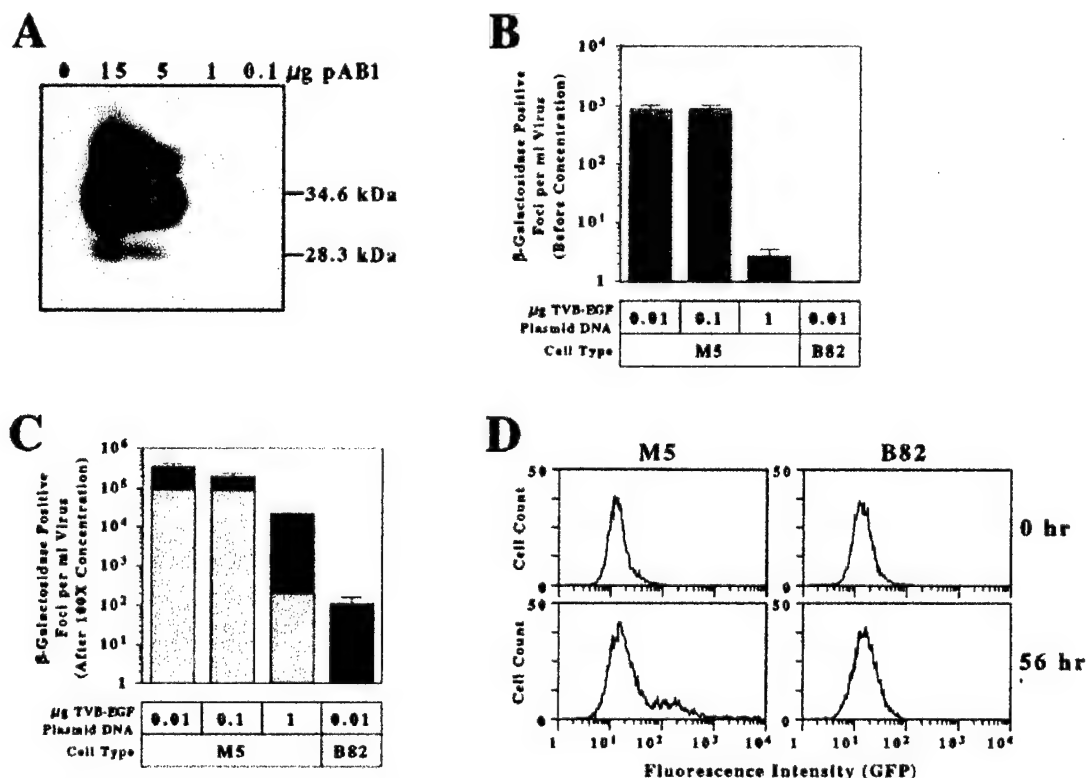 A
0 15 5 1 0.1 μg pAB1
34.6 kDa
28.3 kDa
B
β-Galactosidase Positive
Foci per ml Virus
(Before Concentration)
10⁴
10³
10²
10¹
1
μg TVB-EGF
Plasmid DNA
0.01 0.1 1 0.01
Cell Type
M5 B82
C
β-Galactosidase Positive
Foci per ml Virus
(After 100X Concentration)
10⁶
10⁵
10⁴
10³
10²
10¹
1
μg TVB-EGF
Plasmid DNA
0.01 0.1 1 0.01
Cell Type
M5 B82
D
M5 B82
50 50
Cell Count
0 0
0 hr
50 50
Cell Count
0 0
56 hr
1 10¹ 10² 10³ 10⁴ 1 10¹ 10² 10³ 10⁴
Fluorescence Intensity (GFP)